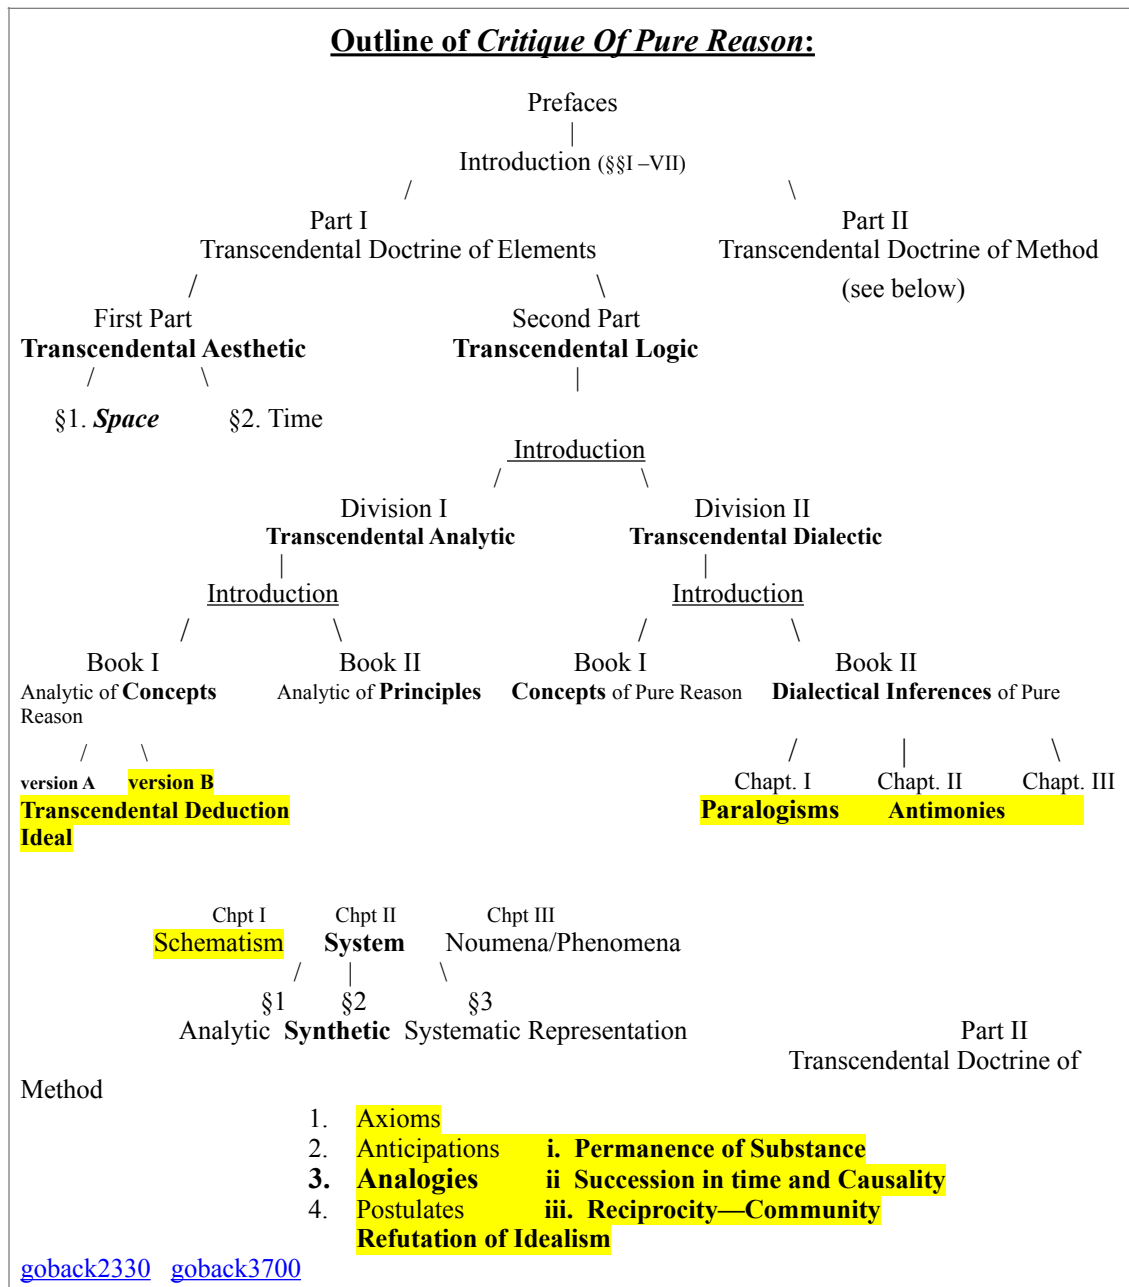 Outline of Critique Of Pure Reason:
Prefaces
|
Introduction (§§I –VII)
/ \
Part I Part II
Transcendental Doctrine of Elements Transcendental Doctrine of Method
/ \ (see below)
First Part Second Part
Transcendental Aesthetic Transcendental Logic
/ \ |
§1. Space §2. Time
Introduction
/ \
Division I Division II
Transcendental Analytic Transcendental Dialectic
| |
Introduction Introduction
/ \ / \
Book I Book II Book I Book II
Analytic of Concepts Analytic of Principles Concepts of Pure Reason Dialectical Inferences of Pure
Reason
/ \ / | \
version A version B Chapt. I Chapt. II Chapt. III
Transcendental Deduction Paralogisms Antimonies
Ideal
Chpt I Chpt II Chpt III
Schematism System Noumena/Phenomena
/ | \
§1 §2 §3
Analytic Synthetic Systematic Representation Part II
Transcendental Doctrine of
Method
1. Axioms
2. Anticipations i. Permanence of Substance
3. Analogies ii Succession in time and Causality
4. Postulates iii. Reciprocity—Community
Refutation of Idealism
goback2330 goback3700